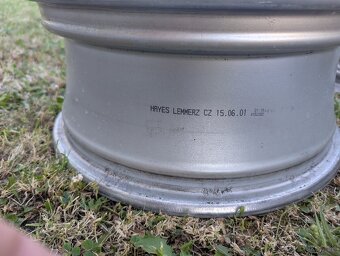 HAYES LEMMERZ CZ 15.06.01